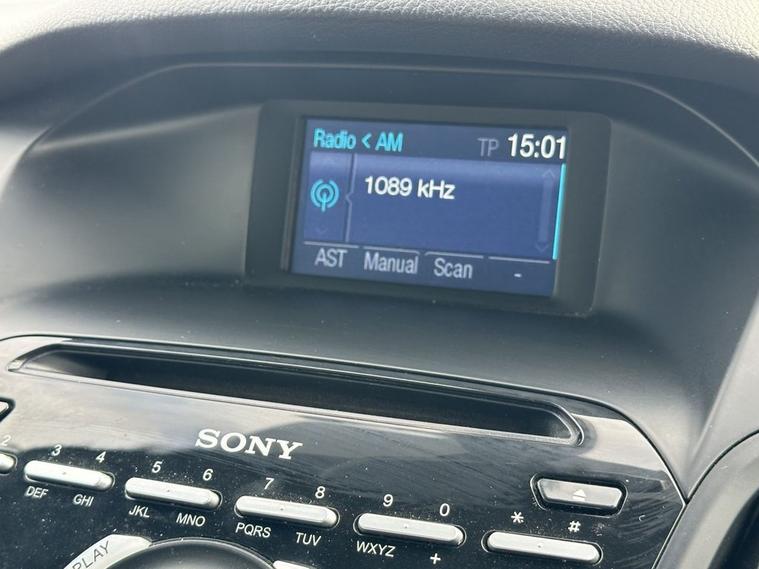 Radio < AM TP 15:01
1089 kHz
AST Manual Scan -
SONY
2 3 4 5 6 7 8 9 0 * #
DEF GHI JKL MNO PQRS TUV WXYZ +
PLAY